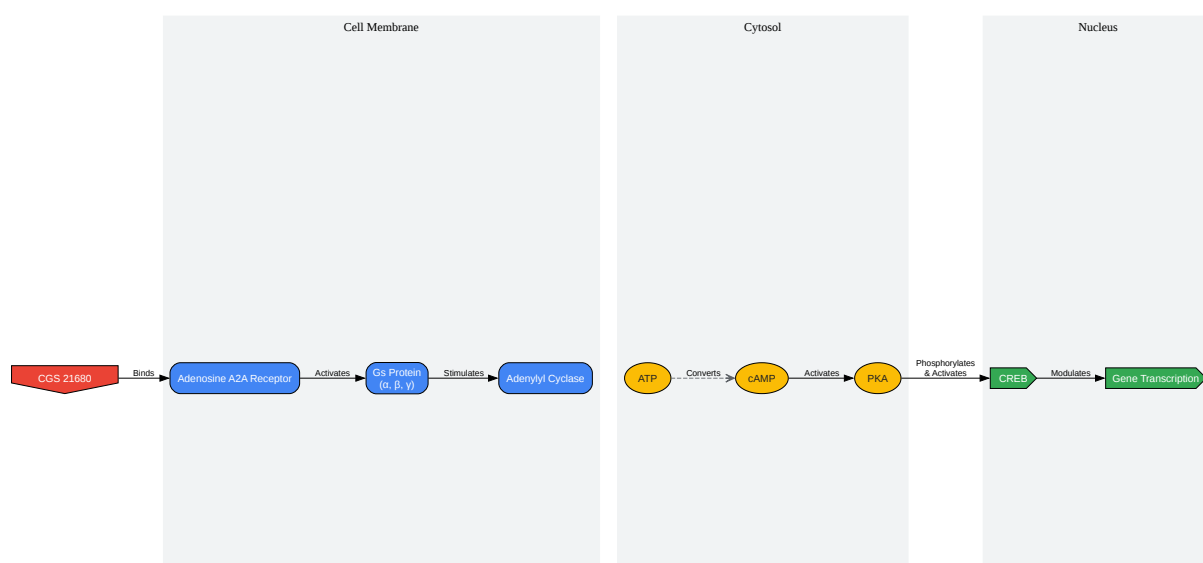 Cell Membrane
Cytosol
Nucleus
CGS 21680
Binds
Adenosine A2A Receptor
Activates
Gs Protein
(α, β, γ)
Stimulates
Adenylyl Cyclase
ATP
Converts
cAMP
Activates
PKA
Phosphorylates
& Activates
CREB
Modulates
Gene Transcription